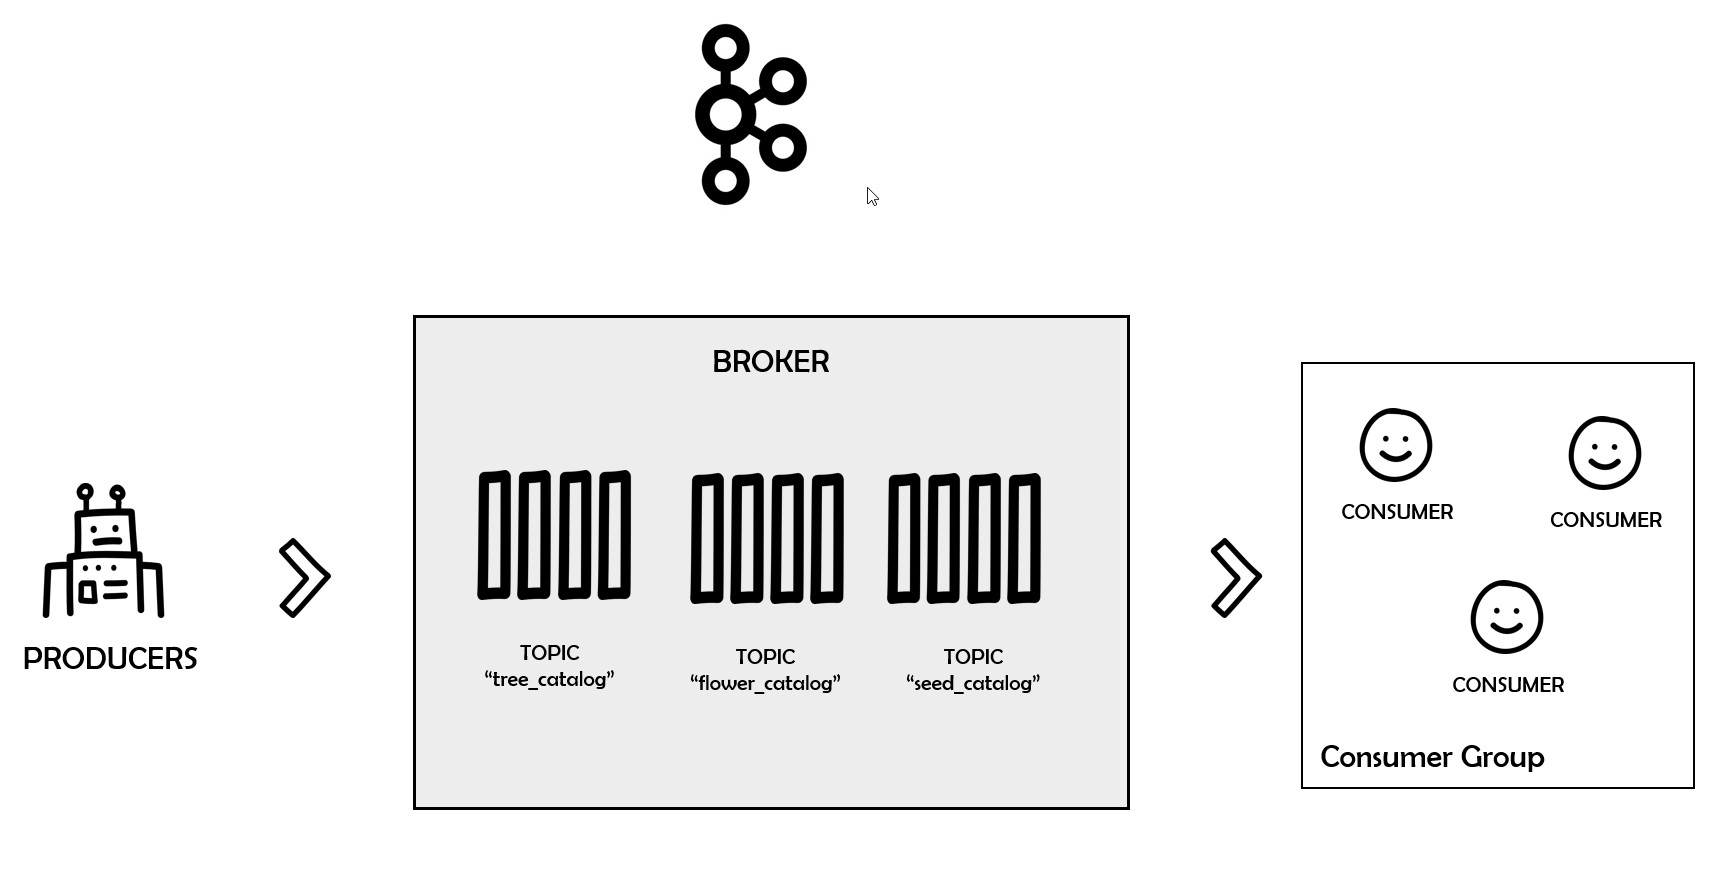 BROKER
TOPIC
“tree_catalog”
TOPIC
“flower_catalog”
TOPIC
“seed_catalog”
PRODUCERS
CONSUMER
CONSUMER
CONSUMER
Consumer Group